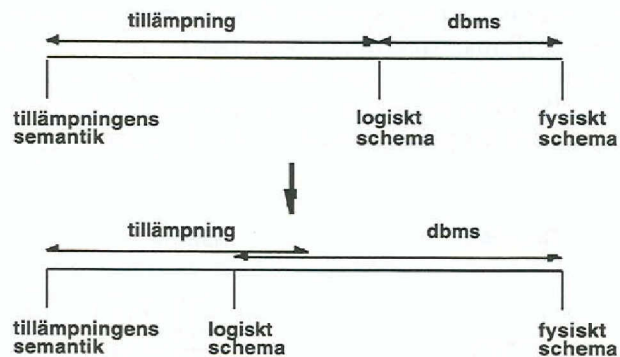 tillämpning dbms
tillämpningens logiskt fysiskt
semantik schema schema
tillämpning dbms
tillämpningens logiskt fysiskt
semantik schema schema